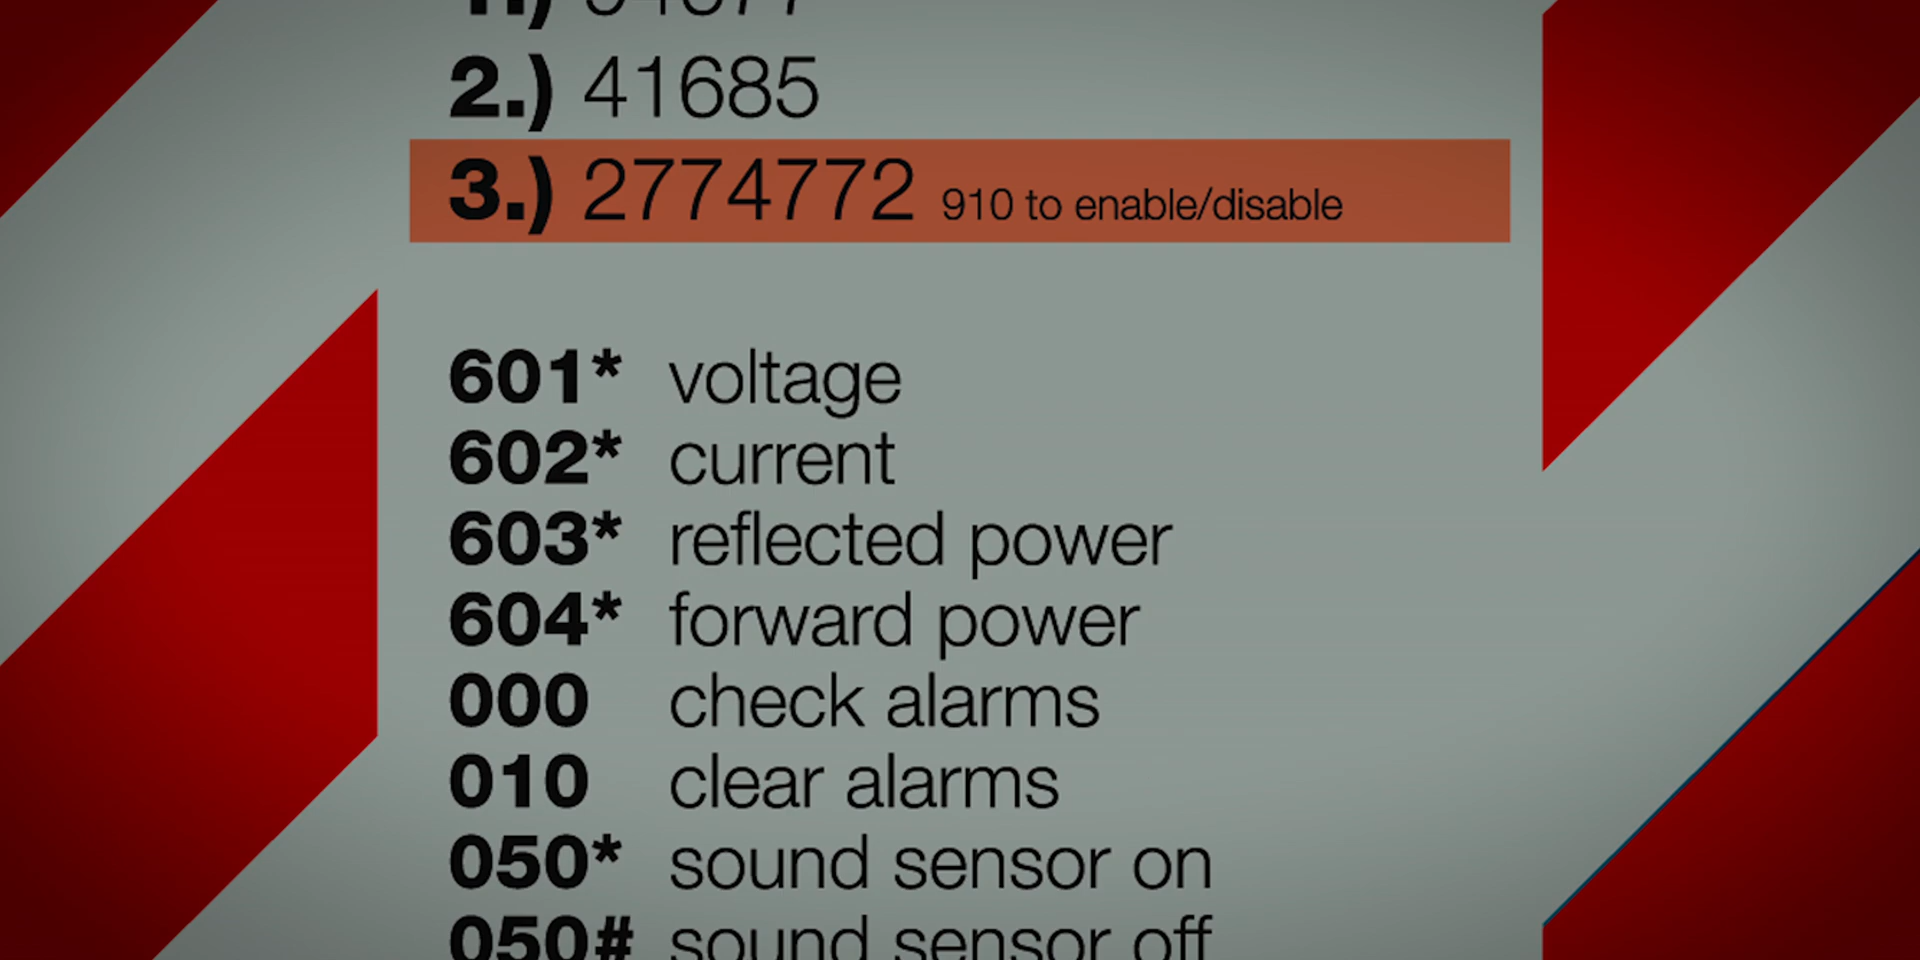 2.) 41685
3.) 2774772 910 to enable/disable
601* voltage
602* current
603* reflected power
604* forward power
000 check alarms
010 clear alarms
050* sound sensor on
050# sound sensor off